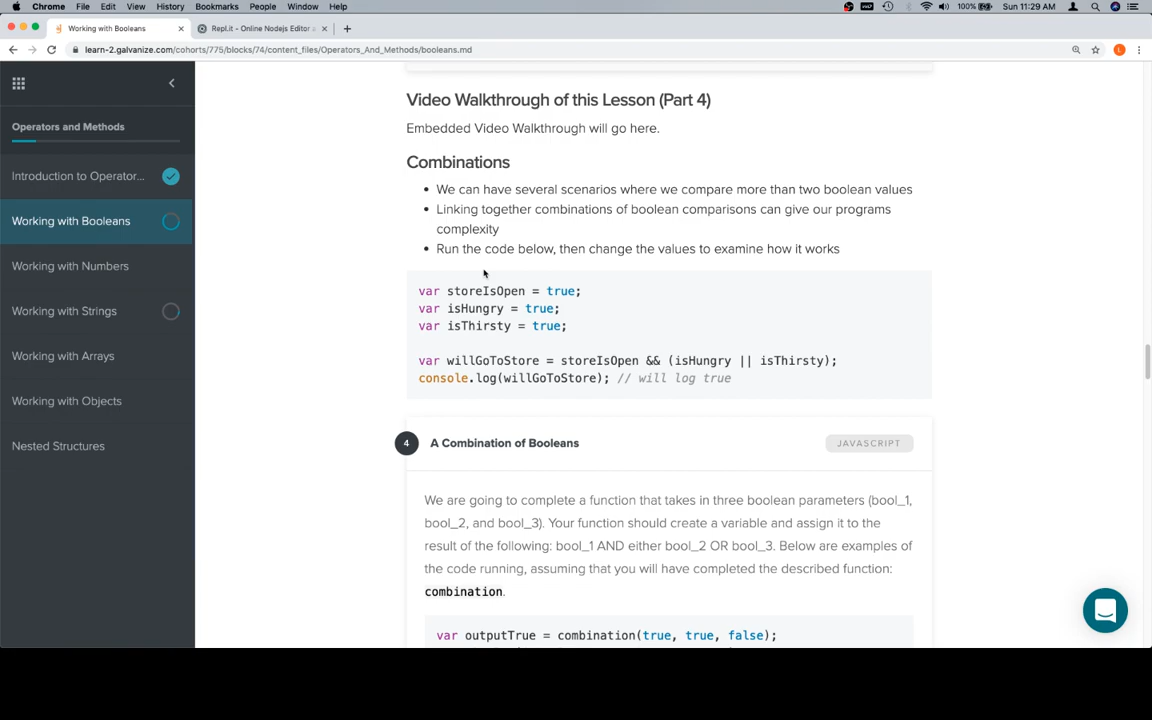 Chrome File Edit View History Bookmarks People Window Help 100% Sun 11:29 AM
Working with Booleans × Repl.it - Online Nodejs Editor a × +
learn-2.galvanize.com/cohorts/775/blocks/74/content_files/Operators_And_Methods/booleans.md L
Operators and Methods
Introduction to Operator...
Working with Booleans
Working with Numbers
Working with Strings
Working with Arrays
Working with Objects
Nested Structures
Video Walkthrough of this Lesson (Part 4)
Embedded Video Walkthrough will go here.
Combinations
• We can have several scenarios where we compare more than two boolean values
• Linking together combinations of boolean comparisons can give our programs
complexity
• Run the code below, then change the values to examine how it works
var storeIsOpen = true;
var isHungry = true;
var isThirsty = true;
var willGoToStore = storeIsOpen && (isHungry || isThirsty);
console.log(willGoToStore); // will log true
4 A Combination of Booleans JAVASCRIPT
We are going to complete a function that takes in three boolean parameters (bool_1,
bool_2, and bool_3). Your function should create a variable and assign it to the
result of the following: bool_1 AND either bool_2 OR bool_3. Below are examples of
the code running, assuming that you will have completed the described function:
combination.
var outputTrue = combination(true, true, false);